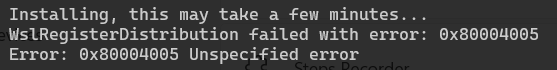 Installing, this may take a few minutes...
WslRegisterDistribution failed with error: 0x80004005
Error: 0x80004005 Unspecified error
Steps Recorder